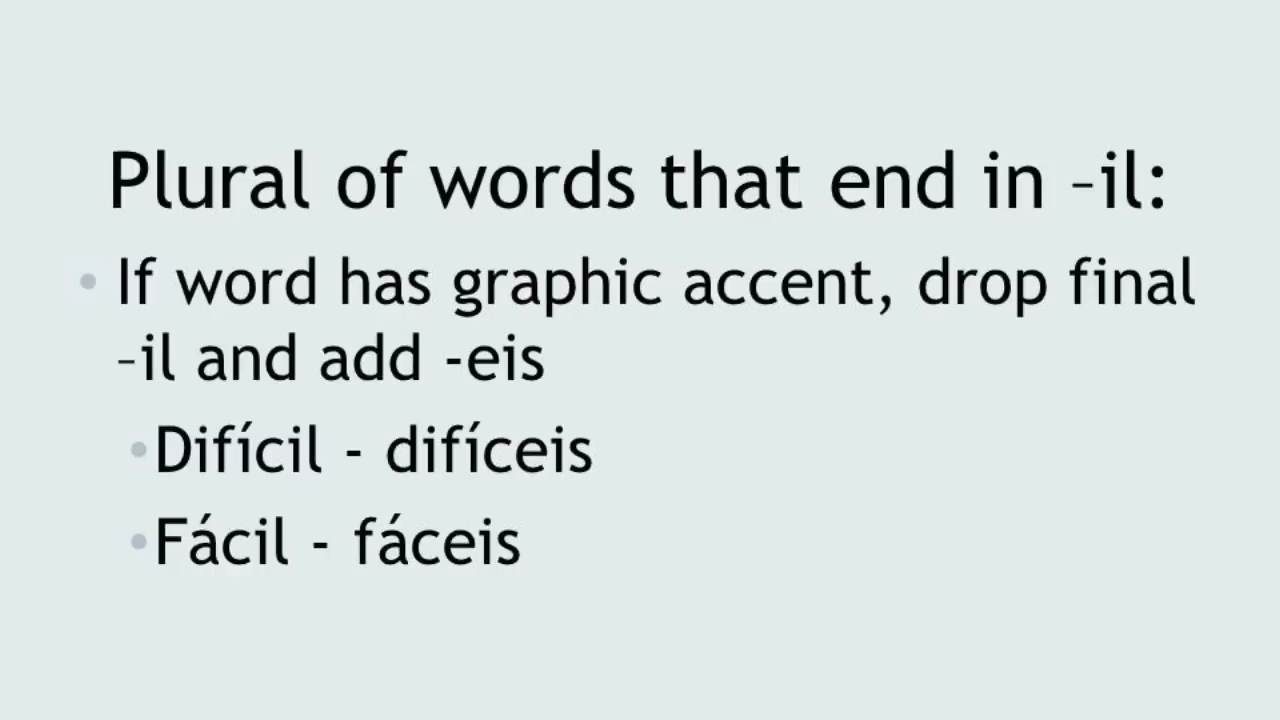 Plural of words that end in –il:
• If word has graphic accent, drop final
–il and add -eis
• Difícil - difíceis
• Fácil - fáceis